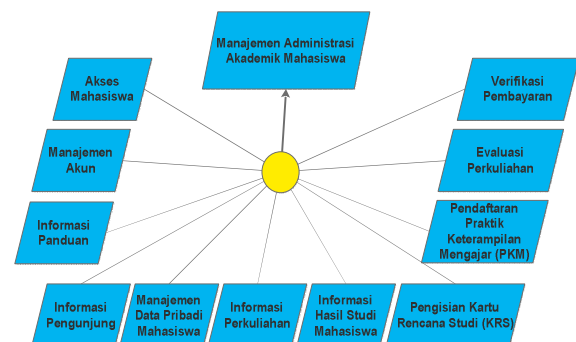 Manajemen Administrasi
Akademik Mahasiswa
Akses
Mahasiswa
Verifikasi
Pembayaran
Manajemen
Akun
Evaluasi
Perkuliahan
Informasi
Panduan
Pendaftaran
Praktik
Keterampilan
Mengajar (PKM)
Informasi
Pengunjung
Manajemen
Data Pribadi
Mahasiswa
Informasi
Perkuliahan
Informasi
Hasil Studi
Mahasiswa
Pengisian Kartu
Rencana Studi (KRS)